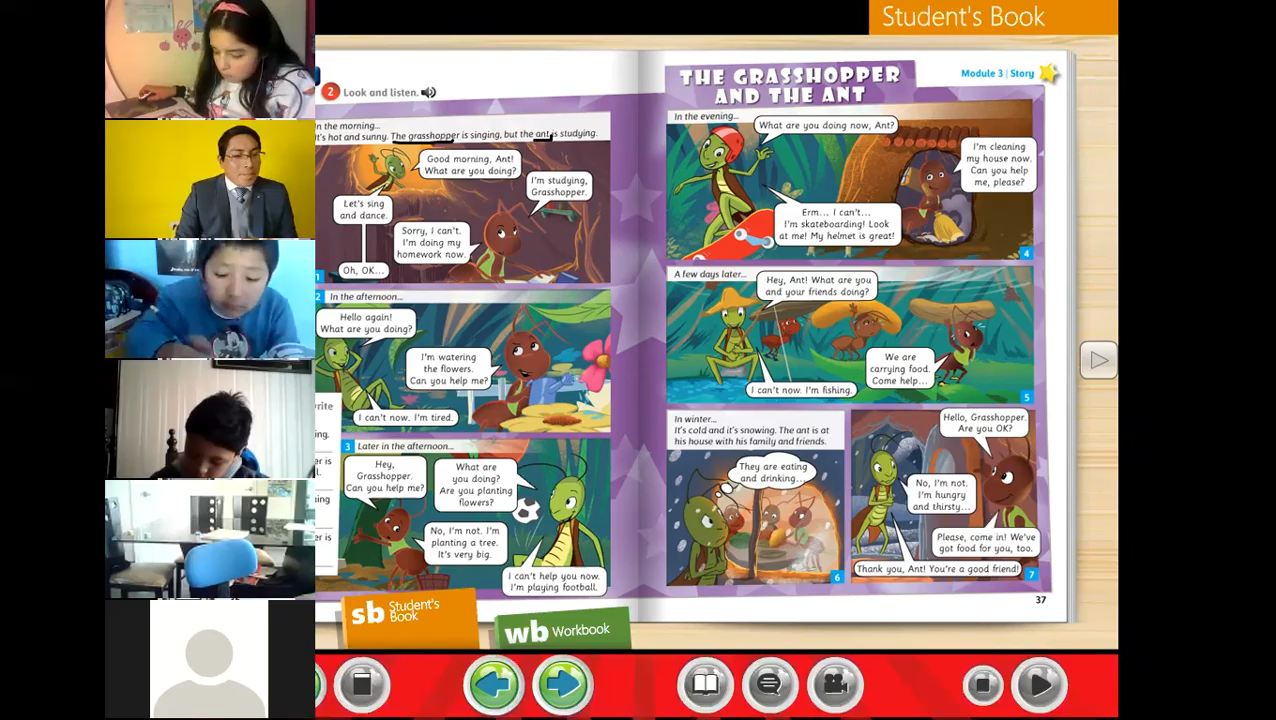 Student's Book
2 Look and listen.
In the morning...
It's hot and sunny. The grasshopper is singing, but the ant is studying.
Good morning, Ant!
What are you doing?
I'm studying,
Grasshopper.
Let's sing
and dance.
Sorry, I can't.
I'm doing my
homework now.
Oh, OK...
1
2 In the afternoon...
Hello again!
What are you doing?
I'm watering
the flowers.
Can you help me?
I can't now. I'm tired.
3 Later in the afternoon...
Hey,
Grasshopper.
Can you help me?
What are
you doing?
Are you planting
flowers?
No, I'm not. I'm
planting a tree.
It's very big.
I can't help you now.
I'm playing football.
THE GRASSHOPPER
AND THE ANT
Module 3 | Story
In the evening...
What are you doing now, Ant?
I'm cleaning
my house now.
Can you help
me, please?
Erm... I can't...
I'm skateboarding! Look
at me! My helmet is great!
4
A few days later...
Hey, Ant! What are you
and your friends doing?
We are
carrying food.
Come help...
I can't now. I'm fishing.
5
In winter...
It's cold and it's snowing. The ant is at
his house with his family and friends.
They are eating
and drinking...
6
Hello, Grasshopper.
Are you OK?
No, I'm not.
I'm hungry
and thirsty...
Please, come in! We've
got food for you, too.
Thank you, Ant! You're a good friend!
7
37
sb Student's
Book
wb Workbook